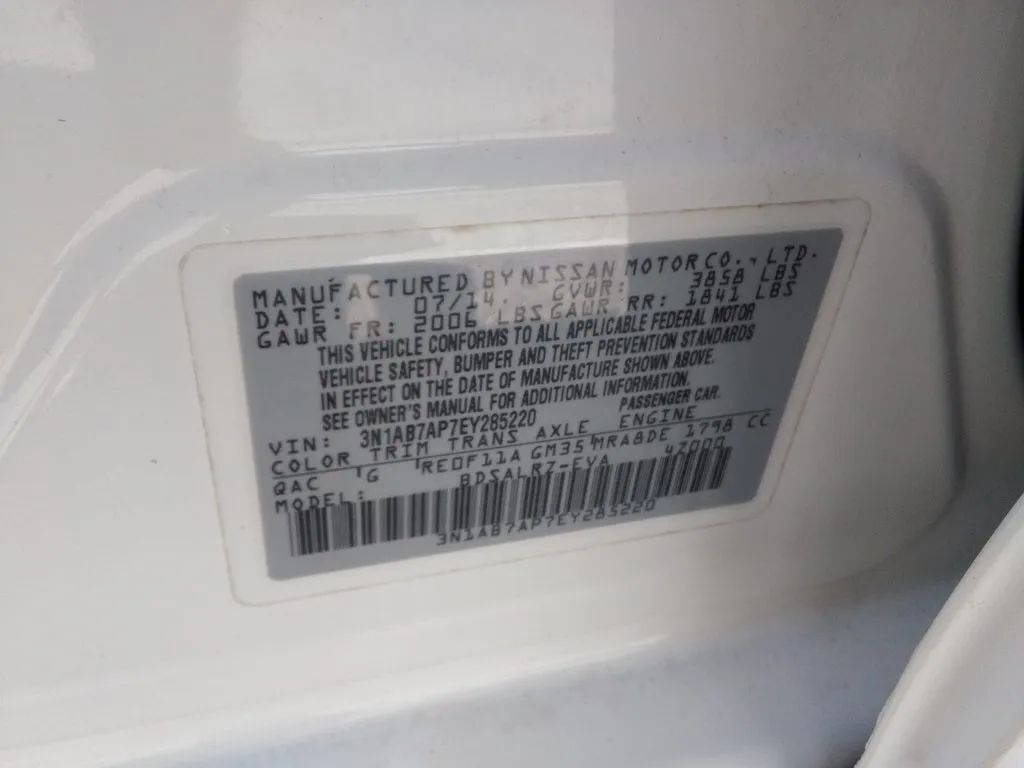 MANUFACTURED BY NISSAN MOTOR CO., LTD.
DATE: 07/14. GVWR: 3858 LBS
GAWR FR: 2006 LBS GAWR RR: 1841 LBS
THIS VEHICLE CONFORMS TO ALL APPLICABLE FEDERAL MOTOR
VEHICLE SAFETY, BUMPER AND THEFT PREVENTION STANDARDS
IN EFFECT ON THE DATE OF MANUFACTURE SHOWN ABOVE.
SEE OWNER'S MANUAL FOR ADDITIONAL INFORMATION.
VIN: 3N1AB7AP7EY285220 PASSENGER CAR.
COLOR TRIM TRANS AXLE ENGINE
QAC G RE0F11A GM35 MRA8DE 1798 CC
MODEL: BDSALRZ-EVA 47000
3N1AB7AP7EY285220